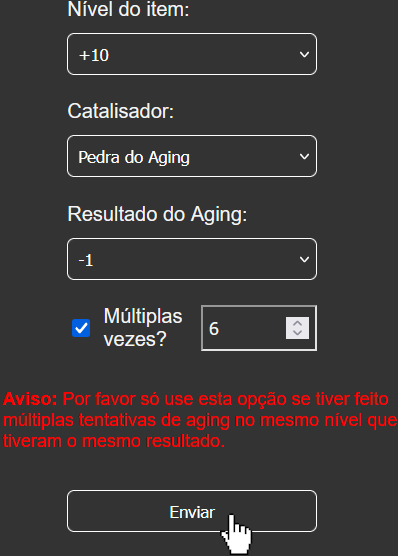 Nível do item:
+10
Catalisador:
Pedra do Aging
Resultado do Aging:
-1
Múltiplas
vezes?
6
Aviso: Por favor só use esta opção se tiver feito
múltiplas tentativas de aging no mesmo nível que
tiveram o mesmo resultado.
Enviar